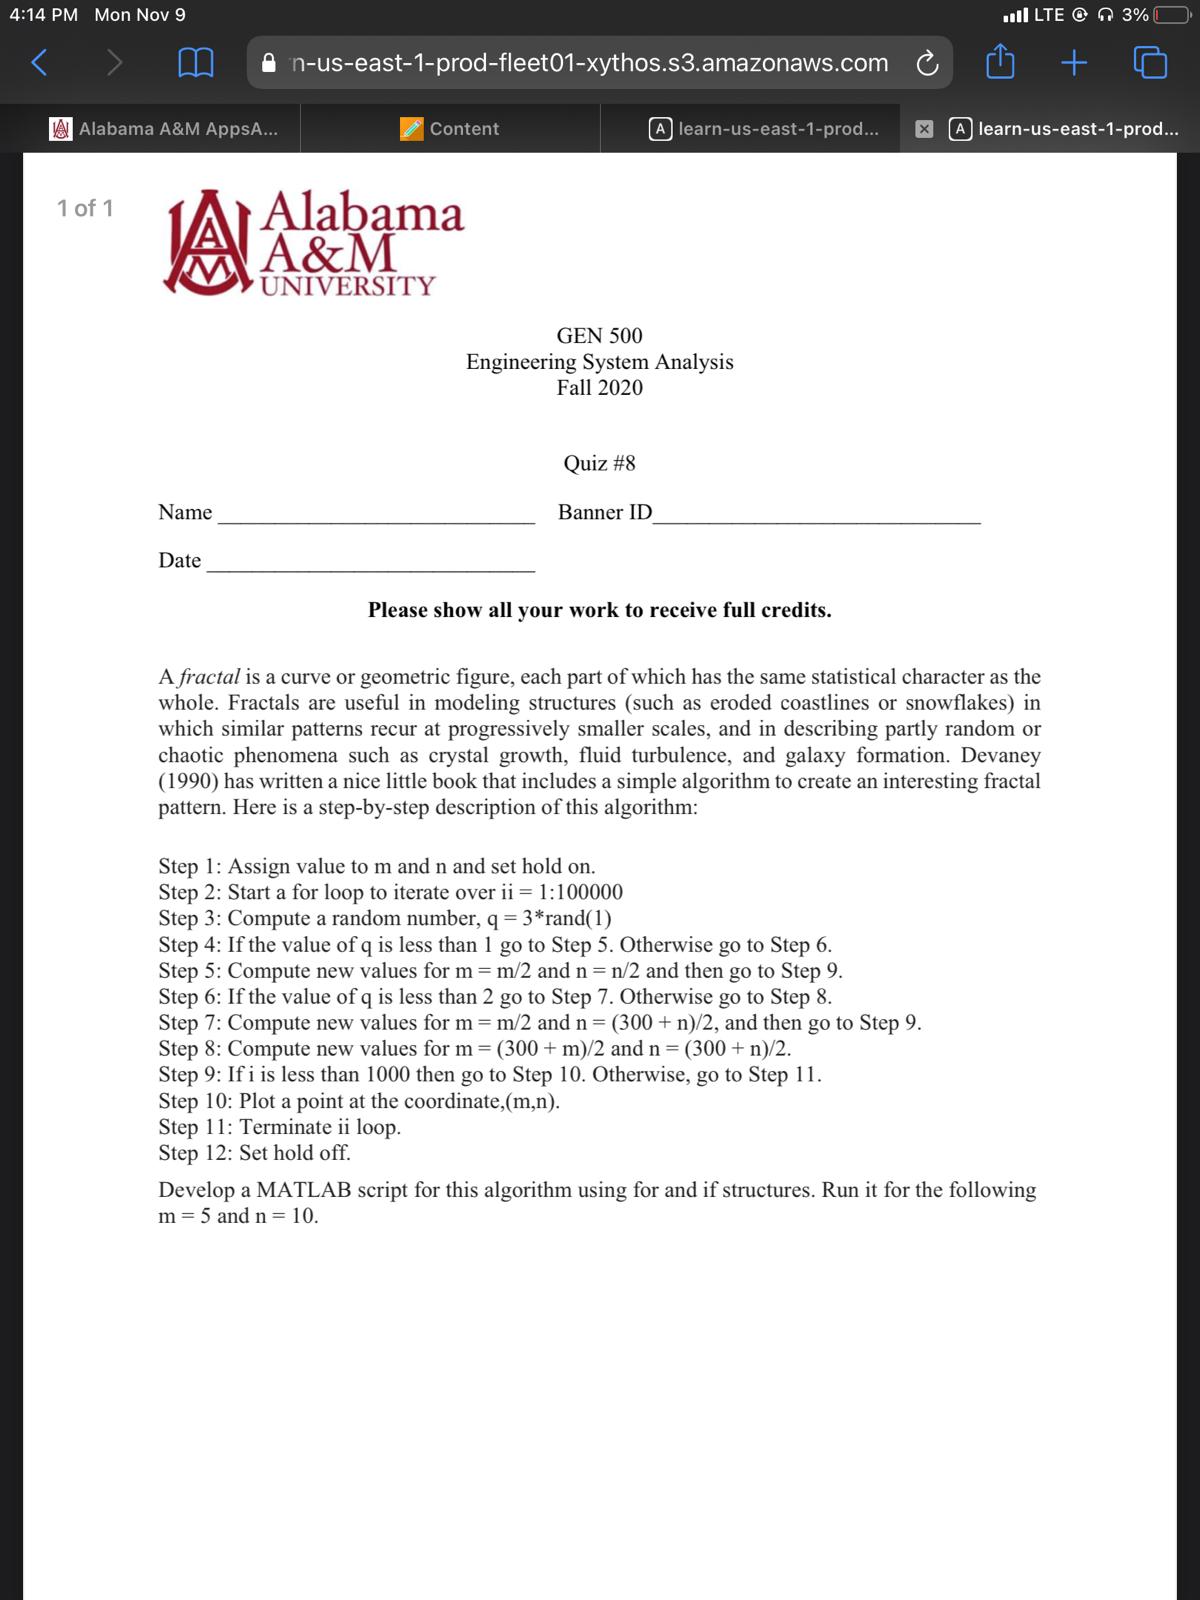 4:14 PM Mon Nov 9
LTE 3%
n-us-east-1-prod-fleet01-xythos.s3.amazonaws.com
Alabama A&M AppsA...
Content
A learn-us-east-1-prod...
A learn-us-east-1-prod...
1 of 1
AAM
Alabama
A&M
UNIVERSITY
GEN 500
Engineering System Analysis
Fall 2020
Quiz #8
Name Banner ID
Date
Please show all your work to receive full credits.
A fractal is a curve or geometric figure, each part of which has the same statistical character as the
whole. Fractals are useful in modeling structures (such as eroded coastlines or snowflakes) in
which similar patterns recur at progressively smaller scales, and in describing partly random or
chaotic phenomena such as crystal growth, fluid turbulence, and galaxy formation. Devaney
(1990) has written a nice little book that includes a simple algorithm to create an interesting fractal
pattern. Here is a step-by-step description of this algorithm:
Step 1: Assign value to m and n and set hold on.
Step 2: Start a for loop to iterate over ii = 1:100000
Step 3: Compute a random number, q = 3*rand(1)
Step 4: If the value of q is less than 1 go to Step 5. Otherwise go to Step 6.
Step 5: Compute new values for m = m/2 and n = n/2 and then go to Step 9.
Step 6: If the value of q is less than 2 go to Step 7. Otherwise go to Step 8.
Step 7: Compute new values for m = m/2 and n = (300 + n)/2, and then go to Step 9.
Step 8: Compute new values for m = (300 + m)/2 and n = (300 + n)/2.
Step 9: If i is less than 1000 then go to Step 10. Otherwise, go to Step 11.
Step 10: Plot a point at the coordinate,(m,n).
Step 11: Terminate ii loop.
Step 12: Set hold off.
Develop a MATLAB script for this algorithm using for and if structures. Run it for the following
m = 5 and n = 10.